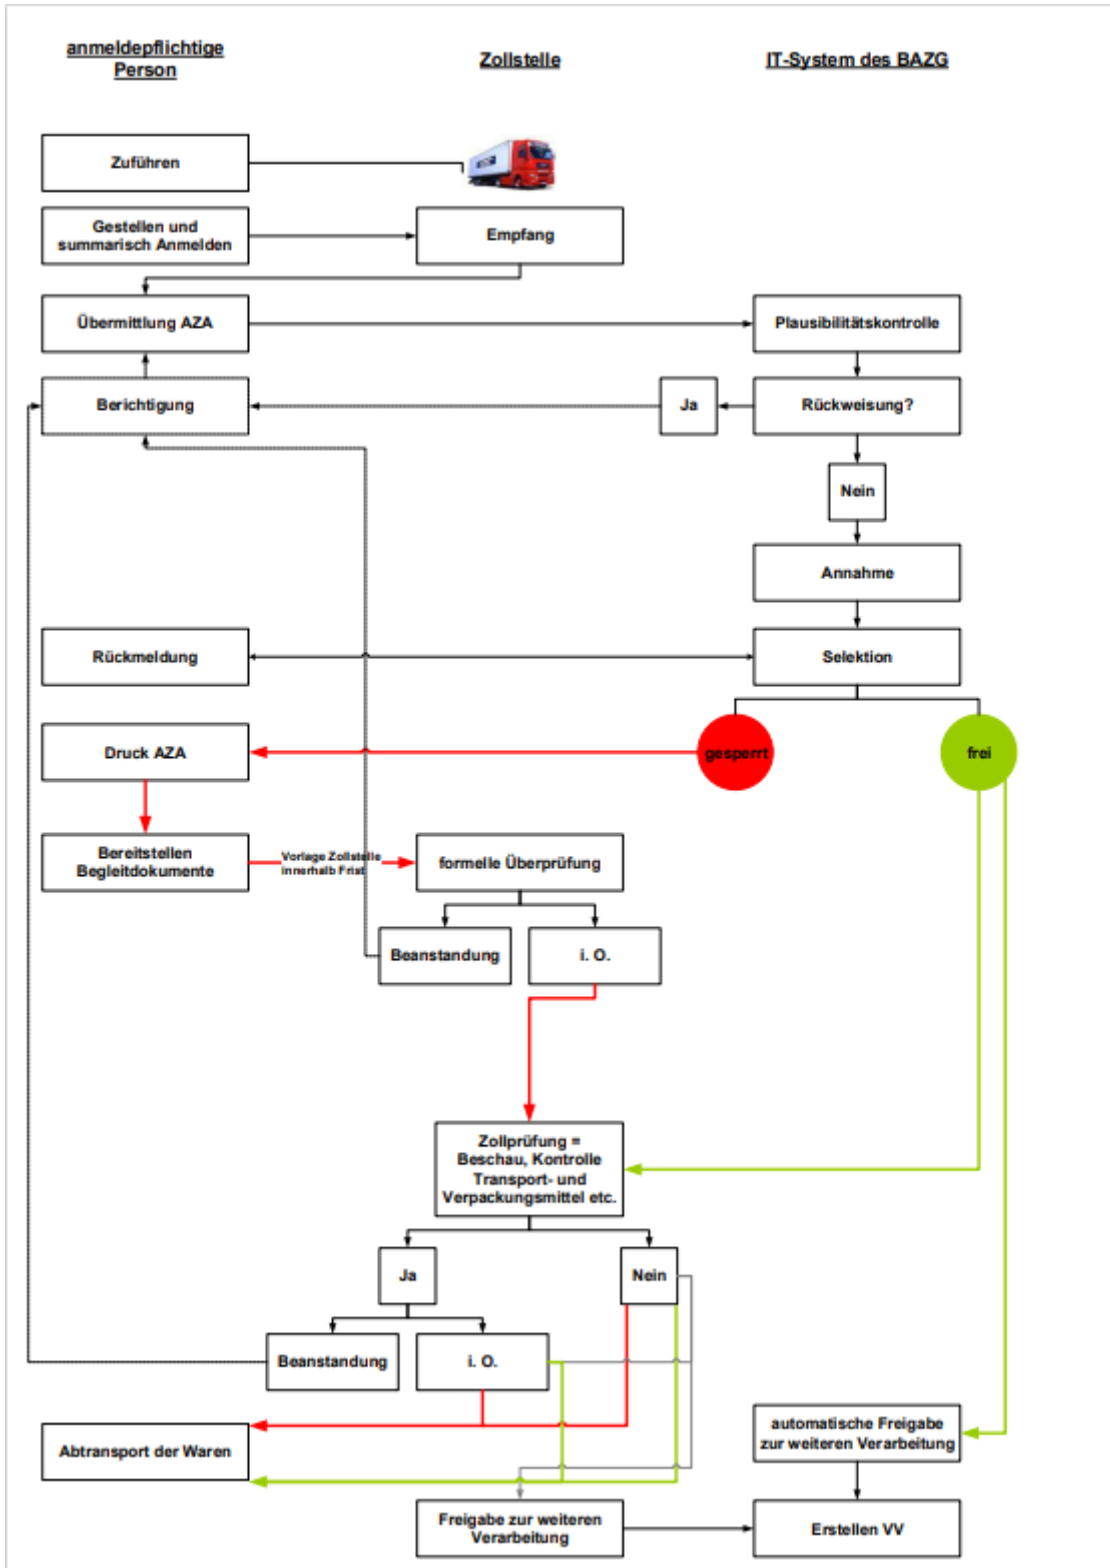 anmeldepflichtige
Person
Zollstelle
IT-System des BAZG
Zuführen
Gestellen und
summarisch Anmelden
Empfang
Übermittlung AZA
Plausibilitätskontrolle
Berichtigung
Ja
Rückweisung?
Nein
Annahme
Rückmeldung
Selektion
Druck AZA
gesperrt
frei
Bereitstellen
Begleitdokumente
Vorlage Zollstelle
innerhalb Frist
formelle Überprüfung
Beanstandung
i. O.
Zollprüfung =
Beschau, Kontrolle
Transport- und
Verpackungsmittel etc.
Ja
Nein
Beanstandung
i. O.
Abtransport der Waren
automatische Freigabe
zur weiteren Verarbeitung
Freigabe zur weiteren
Verarbeitung
Erstellen VV